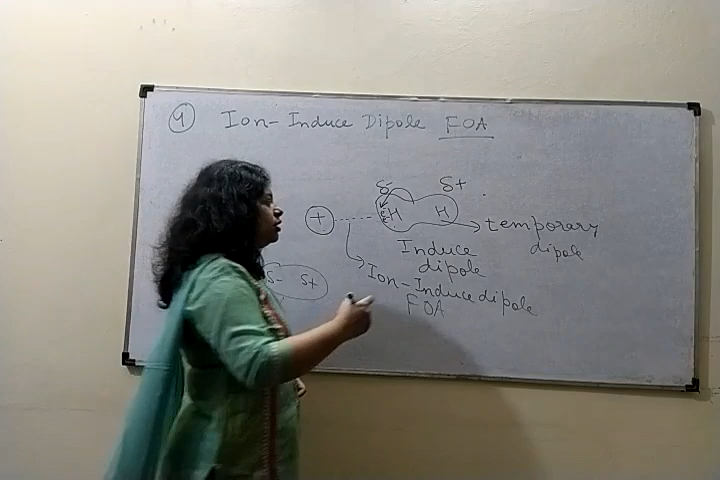 4 Ion-Induce Dipole FOA
δ- δ+
+ H H
temporary
dipole
Induce
dipole
Ion-Induce dipole
FOA
δ- δ+